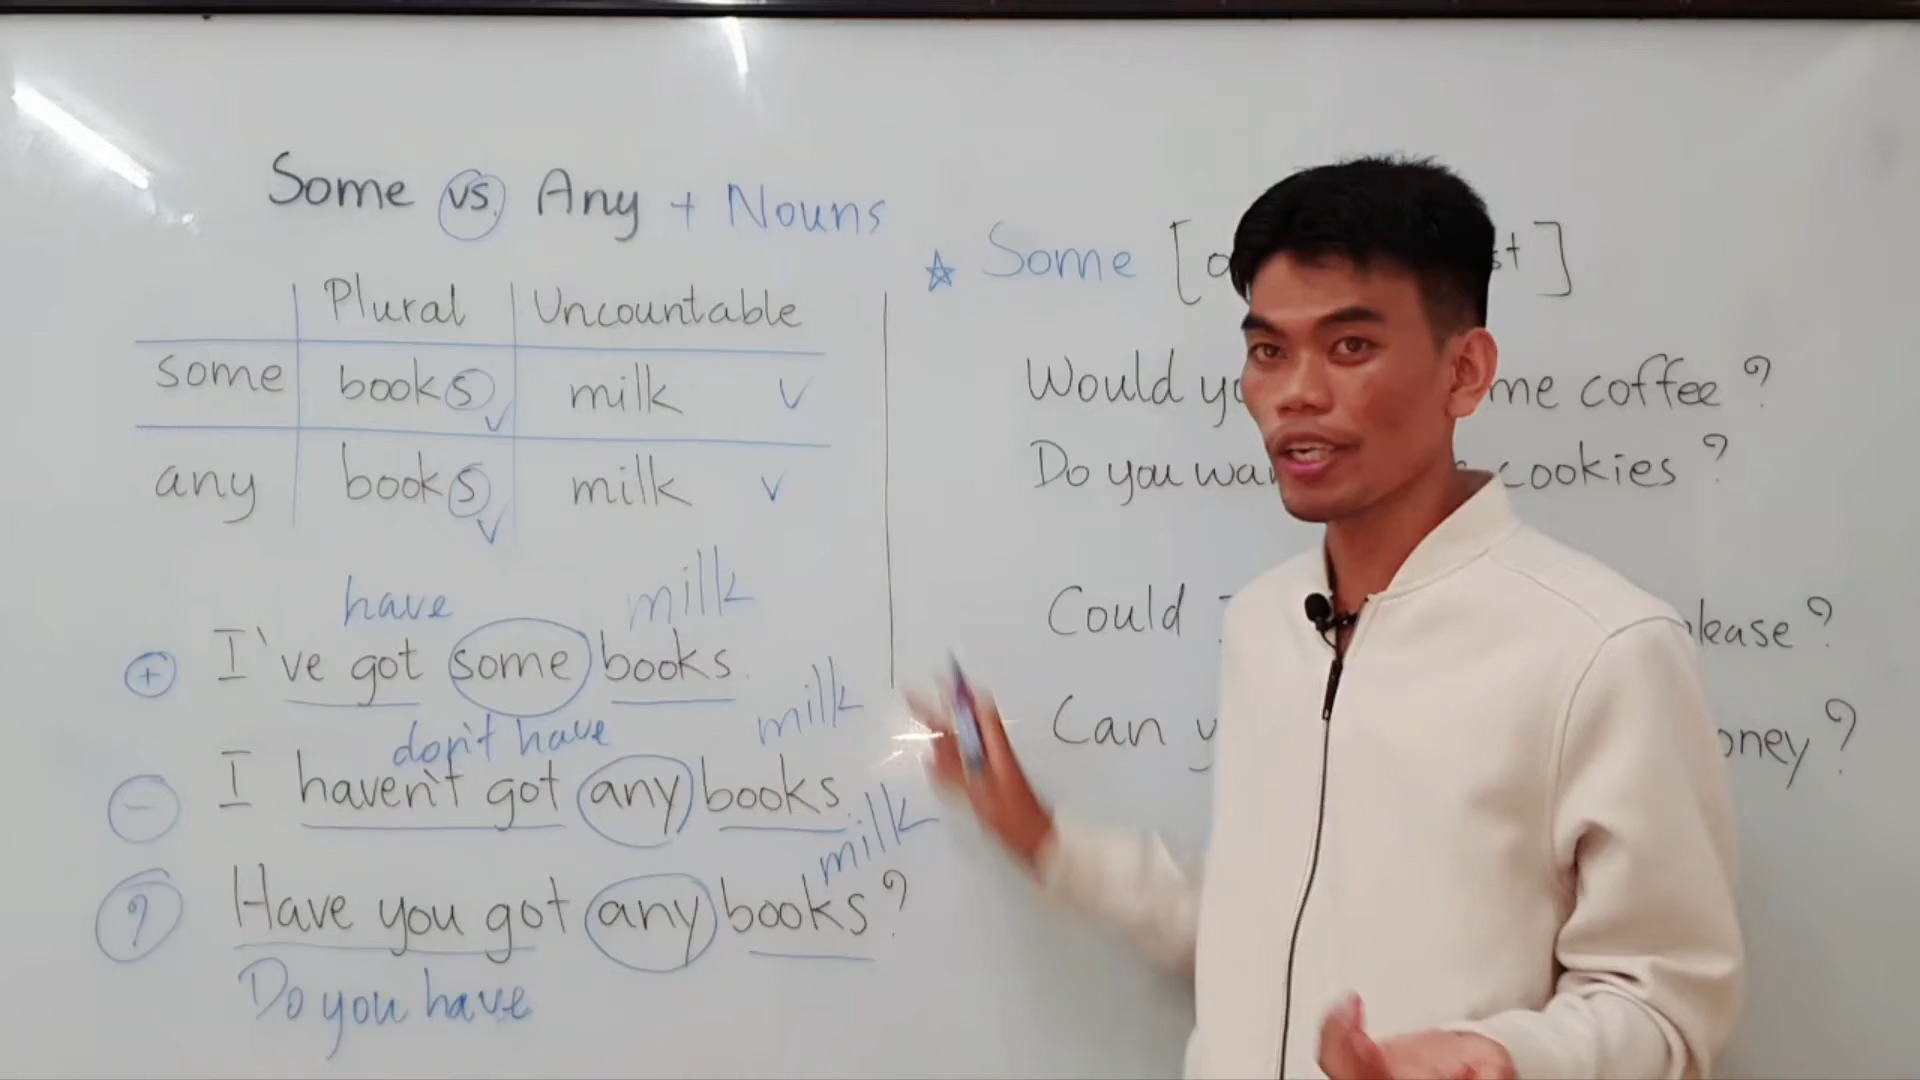 Some vs. Any + Nouns
Plural Uncountable
some books milk
any books milk
have milk
+ I've got some books.
don't have milk
- I haven't got any books.
milk
? Have you got any books?
Do you have
Some [ ]
Would me coffee?
Do you cookies?
Could please?
Can ?